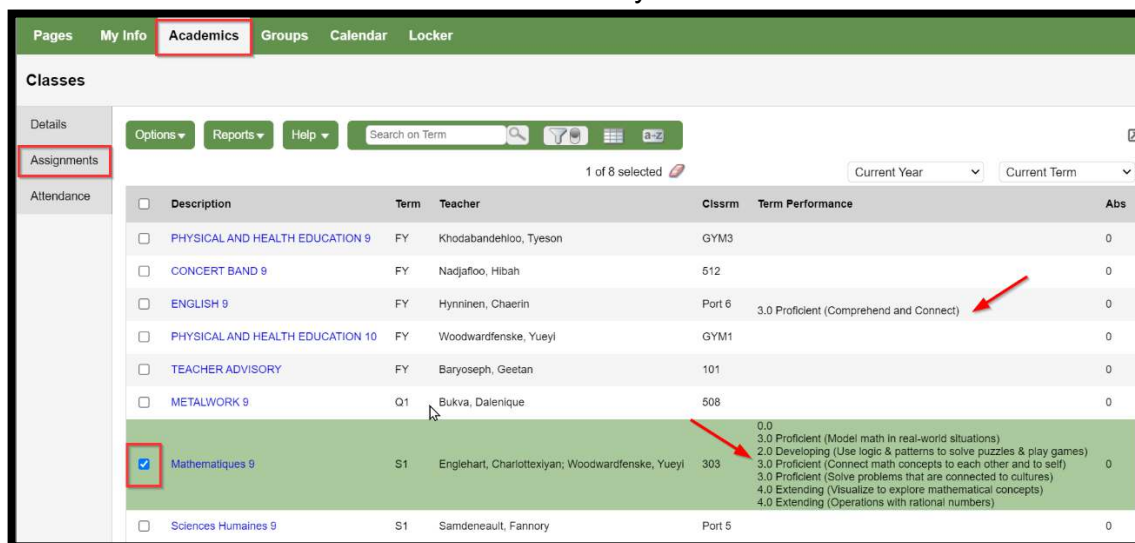 Pages My Info Academics Groups Calendar Locker
Classes
Details
Assignments
Attendance
Options Reports Help Search on Term a-z
1 of 8 selected Current Year Current Term
Description Term Teacher Clssrm Term Performance Abs
PHYSICAL AND HEALTH EDUCATION 9 FY Khodabandehloo, Tyeson GYM3 0
CONCERT BAND 9 FY Nadjafloo, Hibah 512 0
ENGLISH 9 FY Hynninen, Chaerin Port 6 3.0 Proficient (Comprehend and Connect) 0
PHYSICAL AND HEALTH EDUCATION 10 FY Woodwardfenske, Yueyi GYM1 0
TEACHER ADVISORY FY Baryoseph, Geetan 101 0
METALWORK 9 Q1 Bukva, Dalenique 508 0
Mathematiques 9 S1 Englehart, Charlottexiyan; Woodwardfenske, Yueyi 303
0.0
3.0 Proficient (Model math in real-world situations)
2.0 Developing (Use logic & patterns to solve puzzles & play games)
3.0 Proficient (Connect math concepts to each other and to self) 0
3.0 Proficient (Solve problems that are connected to cultures)
4.0 Extending (Visualize to explore mathematical concepts)
4.0 Extending (Operations with rational numbers)
Sciences Humaines 9 S1 Samdeneault, Fannory Port 5 0